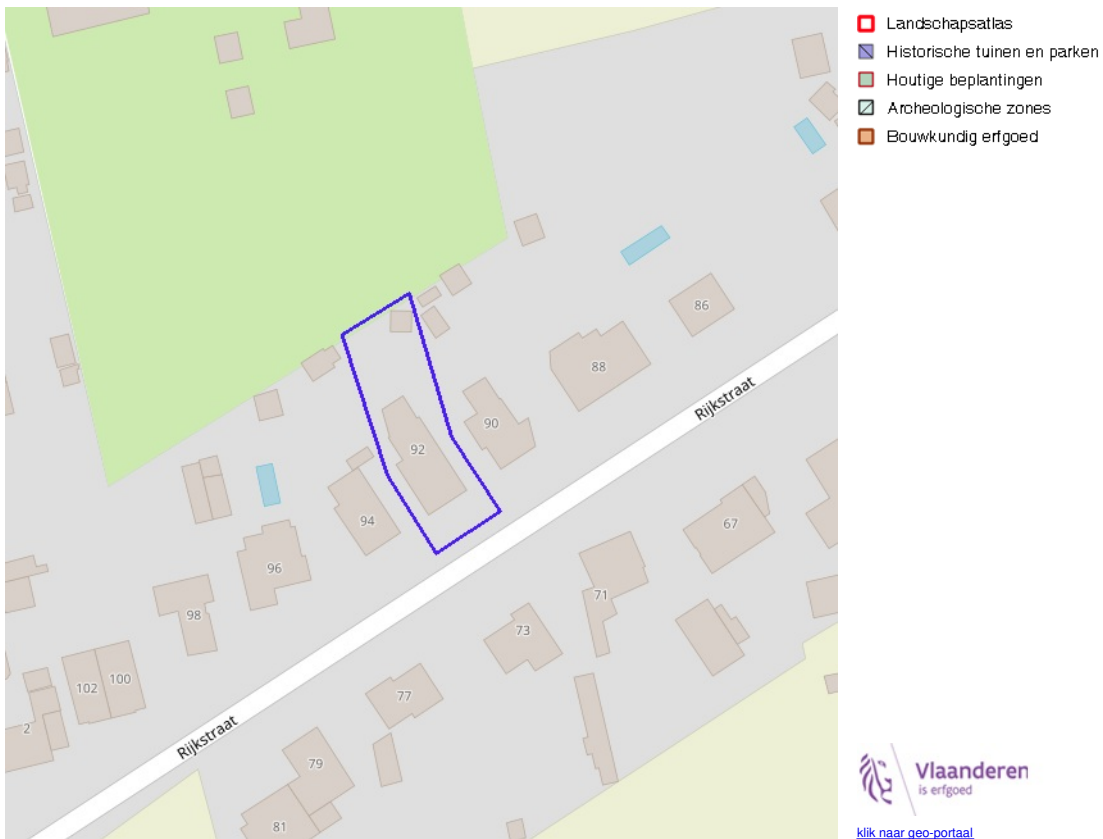 Landschapsatlas
Historische tuinen en parken
Houtige beplantingen
Archeologische zones
Bouwkundig erfgoed
86
88
Rijkstraat
90
92
94
67
96
71
98
73
100
102
77
2
Rijkstraat
79
81
Vlaanderen
is erfgoed
klik naar geo-portaal